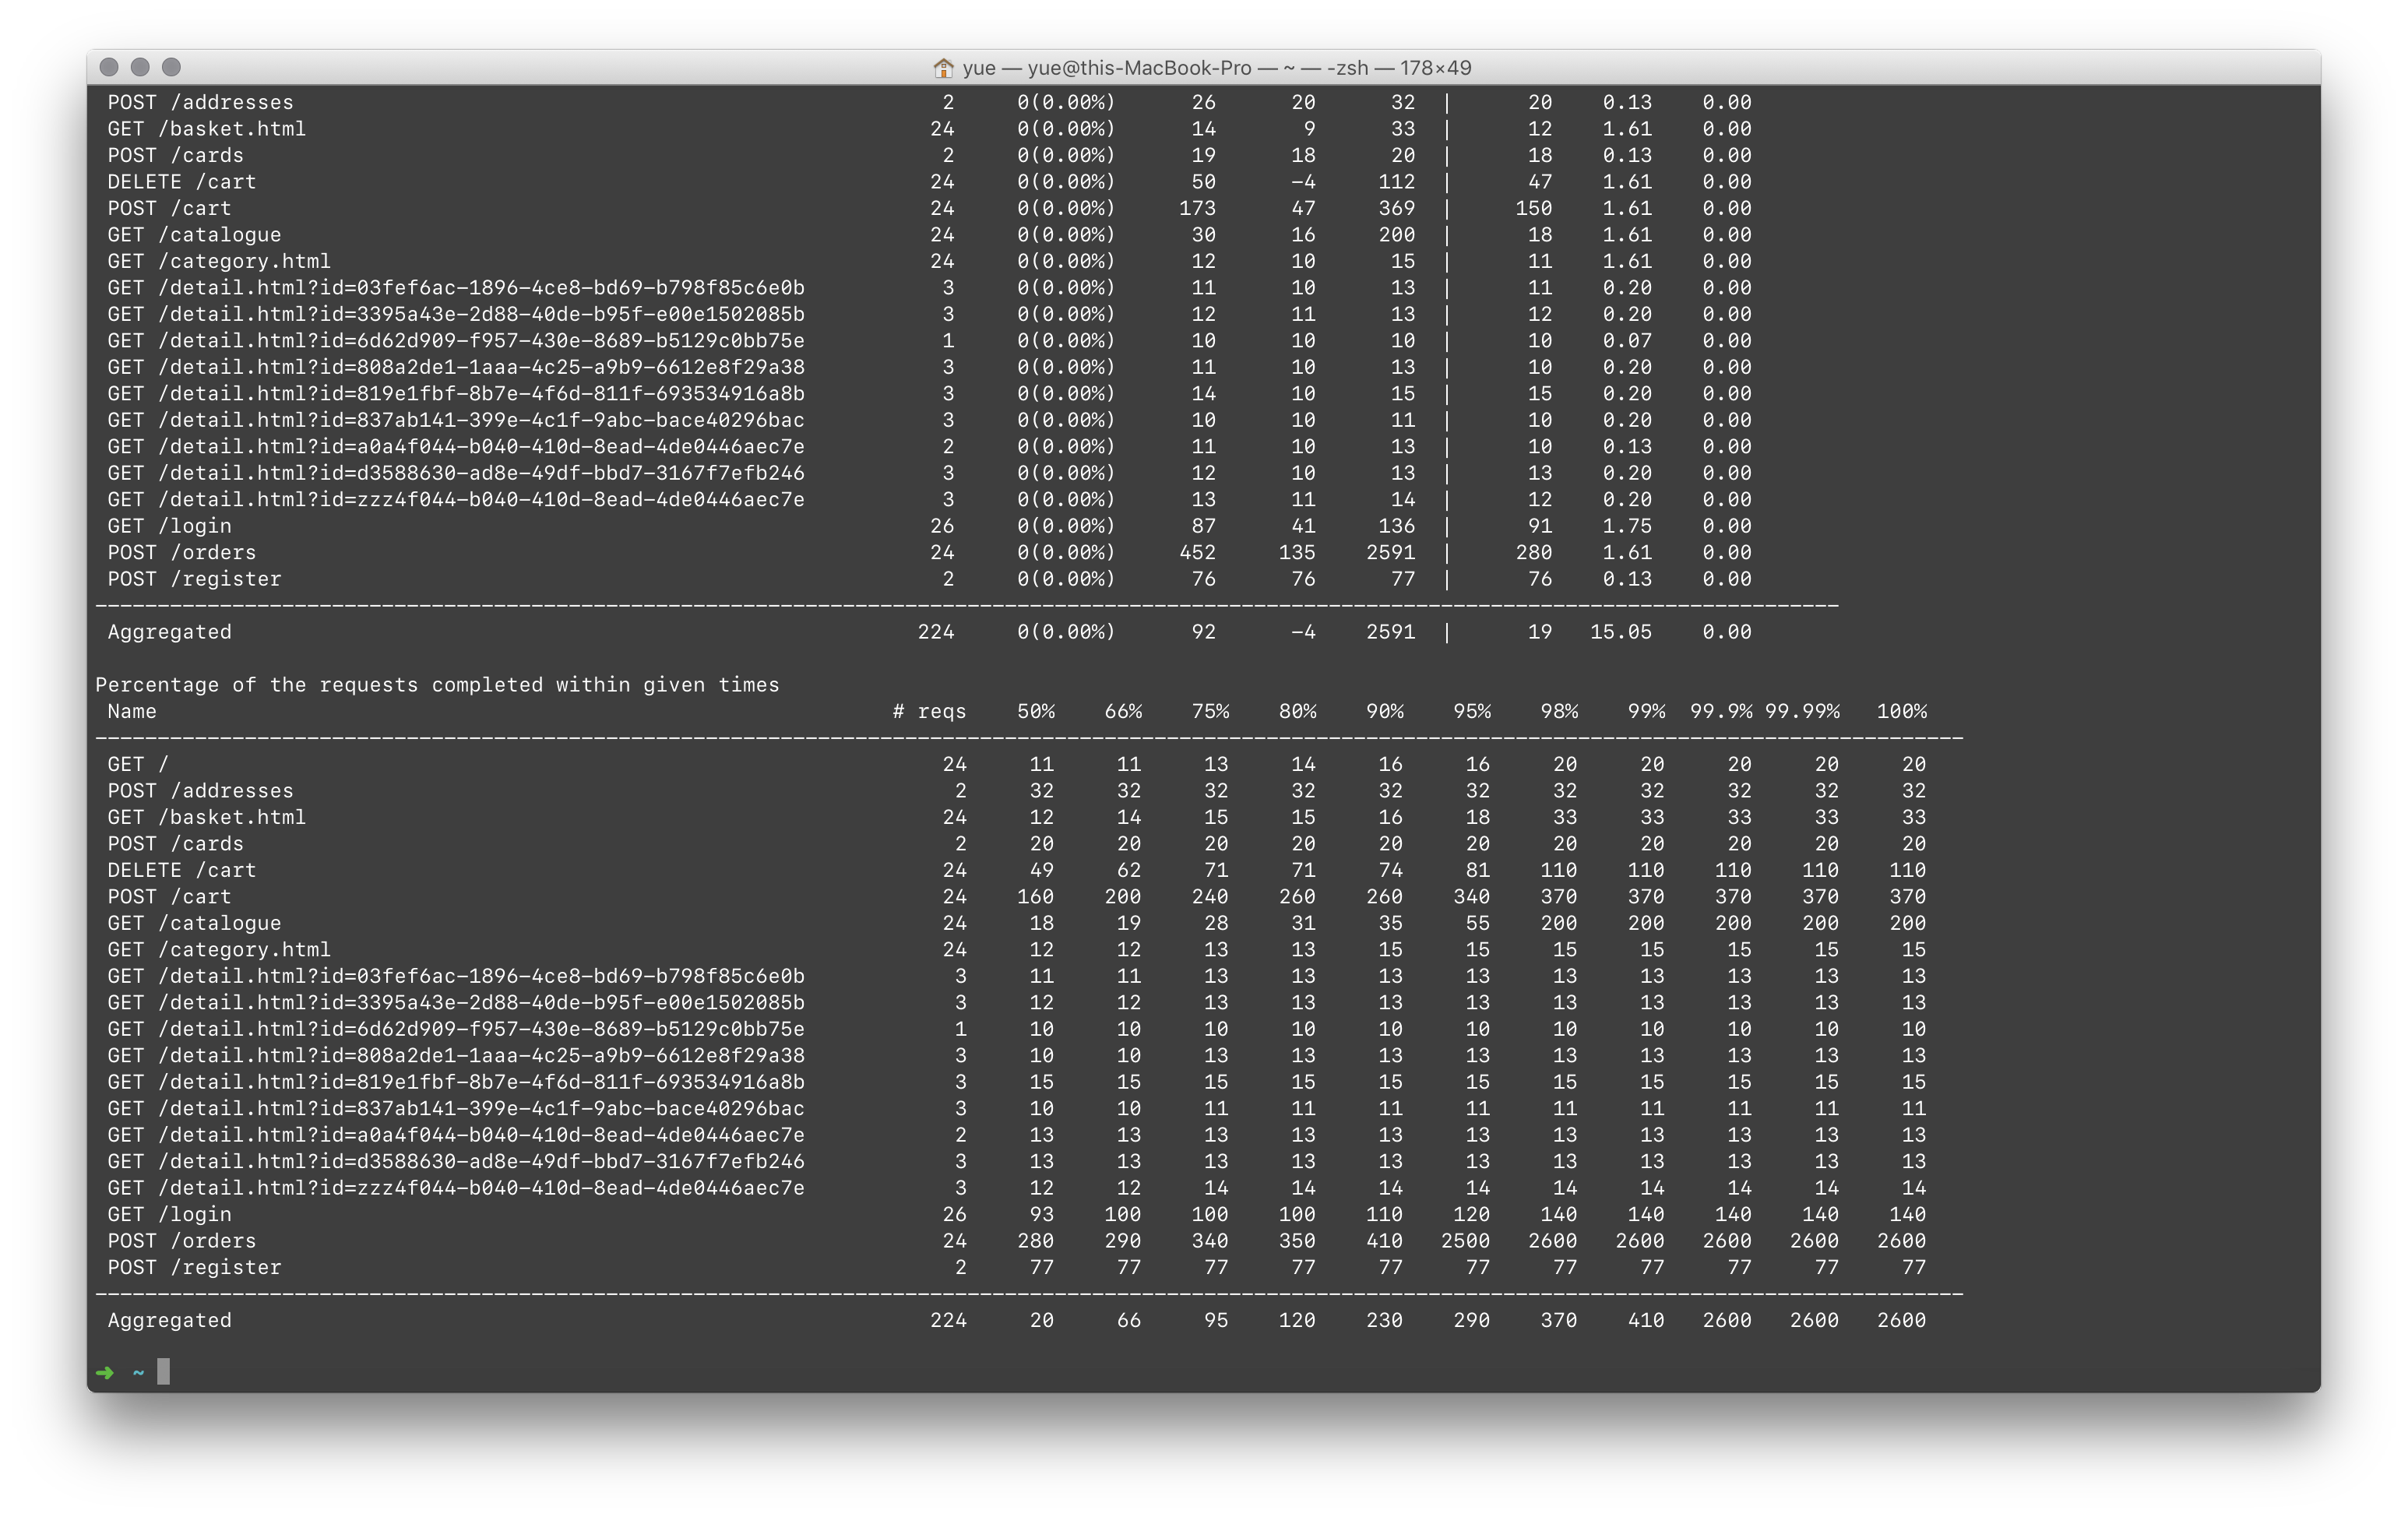 yue — yue@this-MacBook-Pro — ~ — -zsh — 178×49
POST /addresses 2 0(0.00%) 26 20 32 | 20 0.13 0.00
GET /basket.html 24 0(0.00%) 14 9 33 | 12 1.61 0.00
POST /cards 2 0(0.00%) 19 18 20 | 18 0.13 0.00
DELETE /cart 24 0(0.00%) 50 -4 112 | 47 1.61 0.00
POST /cart 24 0(0.00%) 173 47 369 | 150 1.61 0.00
GET /catalogue 24 0(0.00%) 30 16 200 | 18 1.61 0.00
GET /category.html 24 0(0.00%) 12 10 15 | 11 1.61 0.00
GET /detail.html?id=03fef6ac-1896-4ce8-bd69-b798f85c6e0b 3 0(0.00%) 11 10 13 | 11 0.20 0.00
GET /detail.html?id=3395a43e-2d88-40de-b95f-e00e1502085b 3 0(0.00%) 12 11 13 | 12 0.20 0.00
GET /detail.html?id=6d62d909-f957-430e-8689-b5129c0bb75e 1 0(0.00%) 10 10 10 | 10 0.07 0.00
GET /detail.html?id=808a2de1-1aaa-4c25-a9b9-6612e8f29a38 3 0(0.00%) 11 10 13 | 10 0.20 0.00
GET /detail.html?id=819e1fbf-8b7e-4f6d-811f-693534916a8b 3 0(0.00%) 14 10 15 | 15 0.20 0.00
GET /detail.html?id=837ab141-399e-4c1f-9abc-bace40296bac 3 0(0.00%) 10 10 11 | 10 0.20 0.00
GET /detail.html?id=a0a4f044-b040-410d-8ead-4de0446aec7e 2 0(0.00%) 11 10 13 | 10 0.13 0.00
GET /detail.html?id=d3588630-ad8e-49df-bbd7-3167f7efb246 3 0(0.00%) 12 10 13 | 13 0.20 0.00
GET /detail.html?id=zzz4f044-b040-410d-8ead-4de0446aec7e 3 0(0.00%) 13 11 14 | 12 0.20 0.00
GET /login 26 0(0.00%) 87 41 136 | 91 1.75 0.00
POST /orders 24 0(0.00%) 452 135 2591 | 280 1.61 0.00
POST /register 2 0(0.00%) 76 76 77 | 76 0.13 0.00
Aggregated 224 0(0.00%) 92 -4 2591 | 19 15.05 0.00
Percentage of the requests completed within given times
Name # reqs 50% 66% 75% 80% 90% 95% 98% 99% 99.9% 99.99% 100%
GET / 24 11 11 13 14 16 16 20 20 20 20 20
POST /addresses 2 32 32 32 32 32 32 32 32 32 32 32
GET /basket.html 24 12 14 15 15 16 18 33 33 33 33 33
POST /cards 2 20 20 20 20 20 20 20 20 20 20 20
DELETE /cart 24 49 62 71 71 74 81 110 110 110 110 110
POST /cart 24 160 200 240 260 260 340 370 370 370 370 370
GET /catalogue 24 18 19 28 31 35 55 200 200 200 200 200
GET /category.html 24 12 12 13 13 15 15 15 15 15 15 15
GET /detail.html?id=03fef6ac-1896-4ce8-bd69-b798f85c6e0b 3 11 11 13 13 13 13 13 13 13 13 13
GET /detail.html?id=3395a43e-2d88-40de-b95f-e00e1502085b 3 12 12 13 13 13 13 13 13 13 13 13
GET /detail.html?id=6d62d909-f957-430e-8689-b5129c0bb75e 1 10 10 10 10 10 10 10 10 10 10 10
GET /detail.html?id=808a2de1-1aaa-4c25-a9b9-6612e8f29a38 3 10 10 13 13 13 13 13 13 13 13 13
GET /detail.html?id=819e1fbf-8b7e-4f6d-811f-693534916a8b 3 15 15 15 15 15 15 15 15 15 15 15
GET /detail.html?id=837ab141-399e-4c1f-9abc-bace40296bac 3 10 10 11 11 11 11 11 11 11 11 11
GET /detail.html?id=a0a4f044-b040-410d-8ead-4de0446aec7e 2 13 13 13 13 13 13 13 13 13 13 13
GET /detail.html?id=d3588630-ad8e-49df-bbd7-3167f7efb246 3 13 13 13 13 13 13 13 13 13 13 13
GET /detail.html?id=zzz4f044-b040-410d-8ead-4de0446aec7e 3 12 12 14 14 14 14 14 14 14 14 14
GET /login 26 93 100 100 100 110 120 140 140 140 140 140
POST /orders 24 280 290 340 350 410 2500 2600 2600 2600 2600 2600
POST /register 2 77 77 77 77 77 77 77 77 77 77 77
Aggregated 224 20 66 95 120 230 290 370 410 2600 2600 2600
➜ ~